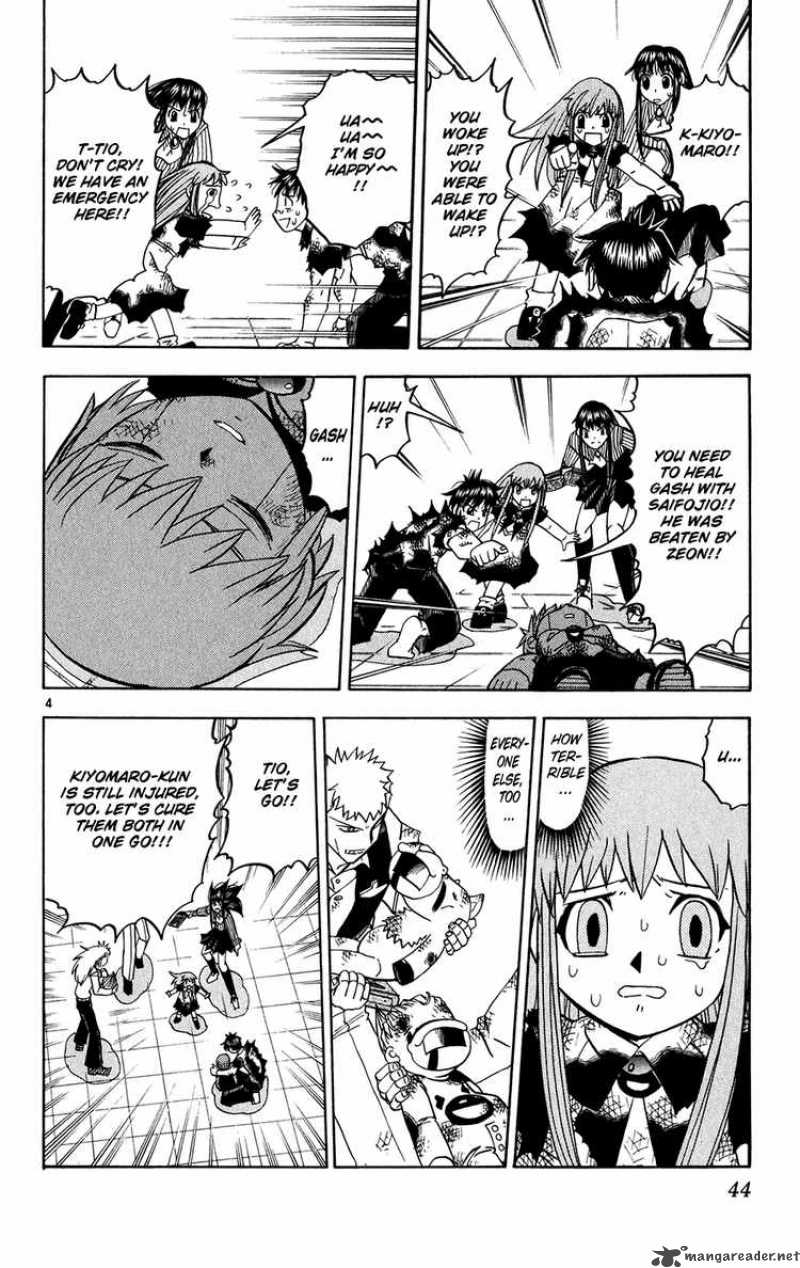 K-KIYO-
MARO!!
YOU
WOKE
UP!?
YOU
WERE
ABLE TO
WAKE
UP!?
UA~
UA~
I'M SO
HAPPY~
!!
T-TIO,
DON'T CRY!
WE HAVE AN
EMERGENCY
HERE!!
YOU NEED
TO HEAL
GASH WITH
SAIFOJIO!!
HE WAS
BEATEN BY
ZEON!!
HUH
!?
GASH
...
4
U...
HOW
TER-
RIBLE
...
EVERY-
ONE
ELSE,
TOO
...
TIO,
LET'S
GO!!
KIYOMARO-KUN
IS STILL INJURED,
TOO. LET'S CURE
THEM BOTH IN
ONE GO!!!
44
mangareader.net